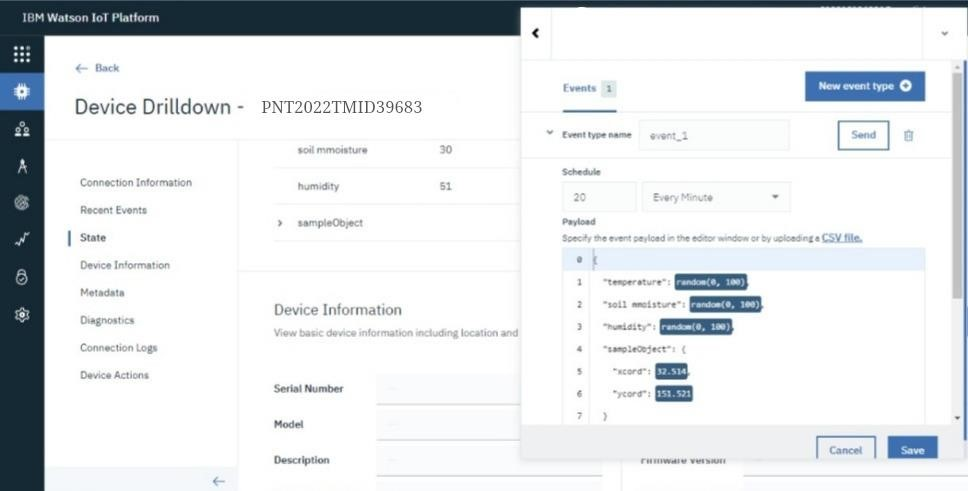 IBM Watson IoT Platform
Back
Device Drilldown - PNT2022TMID39683
Connection Information
Recent Events
State
Device Information
Metadata
Diagnostics
Connection Logs
Device Actions
soil mmoisture 30
humidity 51
sampleObject
Device Information
View basic device information including location and
Serial Number
Model
Description
Events 1
New event type
Event type name event_1 Send
Schedule
20 Every Minute
Payload
Specify the event payload in the editor window or by uploading a CSV file.
0 {
1 "temperature": random(0, 100),
2 "soil mmoisture": random(0, 100),
3 "humidity": random(0, 100),
4 "sampleObject": {
5 "xcord": 32.514,
6 "ycord": 151.521
7 }
Cancel Save
Firmware Version